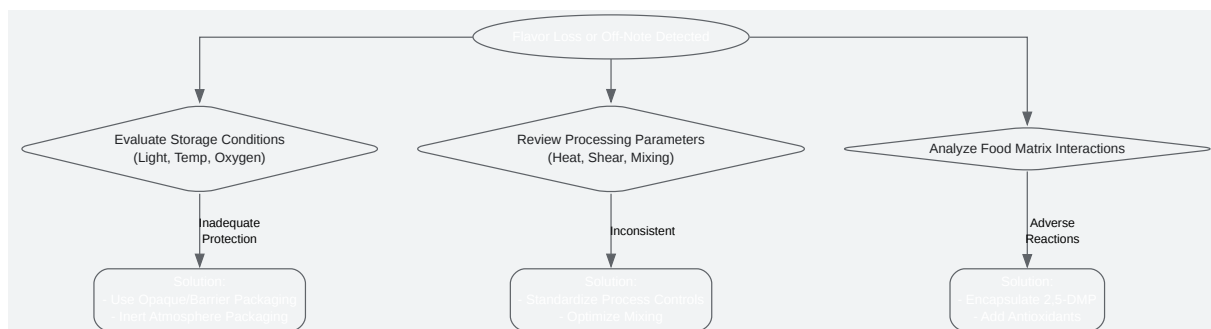 Flavor Loss or Off-Note Detected
Evaluate Storage Conditions
(Light, Temp, Oxygen)
Review Processing Parameters
(Heat, Shear, Mixing)
Analyze Food Matrix Interactions
Inadequate
Protection
Inconsistent
Adverse
Reactions
Solution:
- Use Opaque/Barrier Packaging
- Inert Atmosphere Packaging
Solution:
- Standardize Process Controls
- Optimize Mixing
Solution:
- Encapsulate 2,5-DMP
- Add Antioxidants